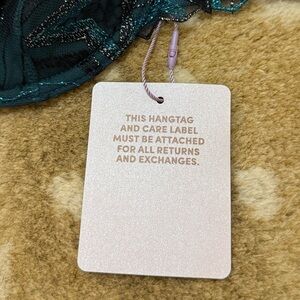 THIS HANGTAG
AND CARE LABEL
MUST BE ATTACHED
FOR ALL RETURNS
AND EXCHANGES.